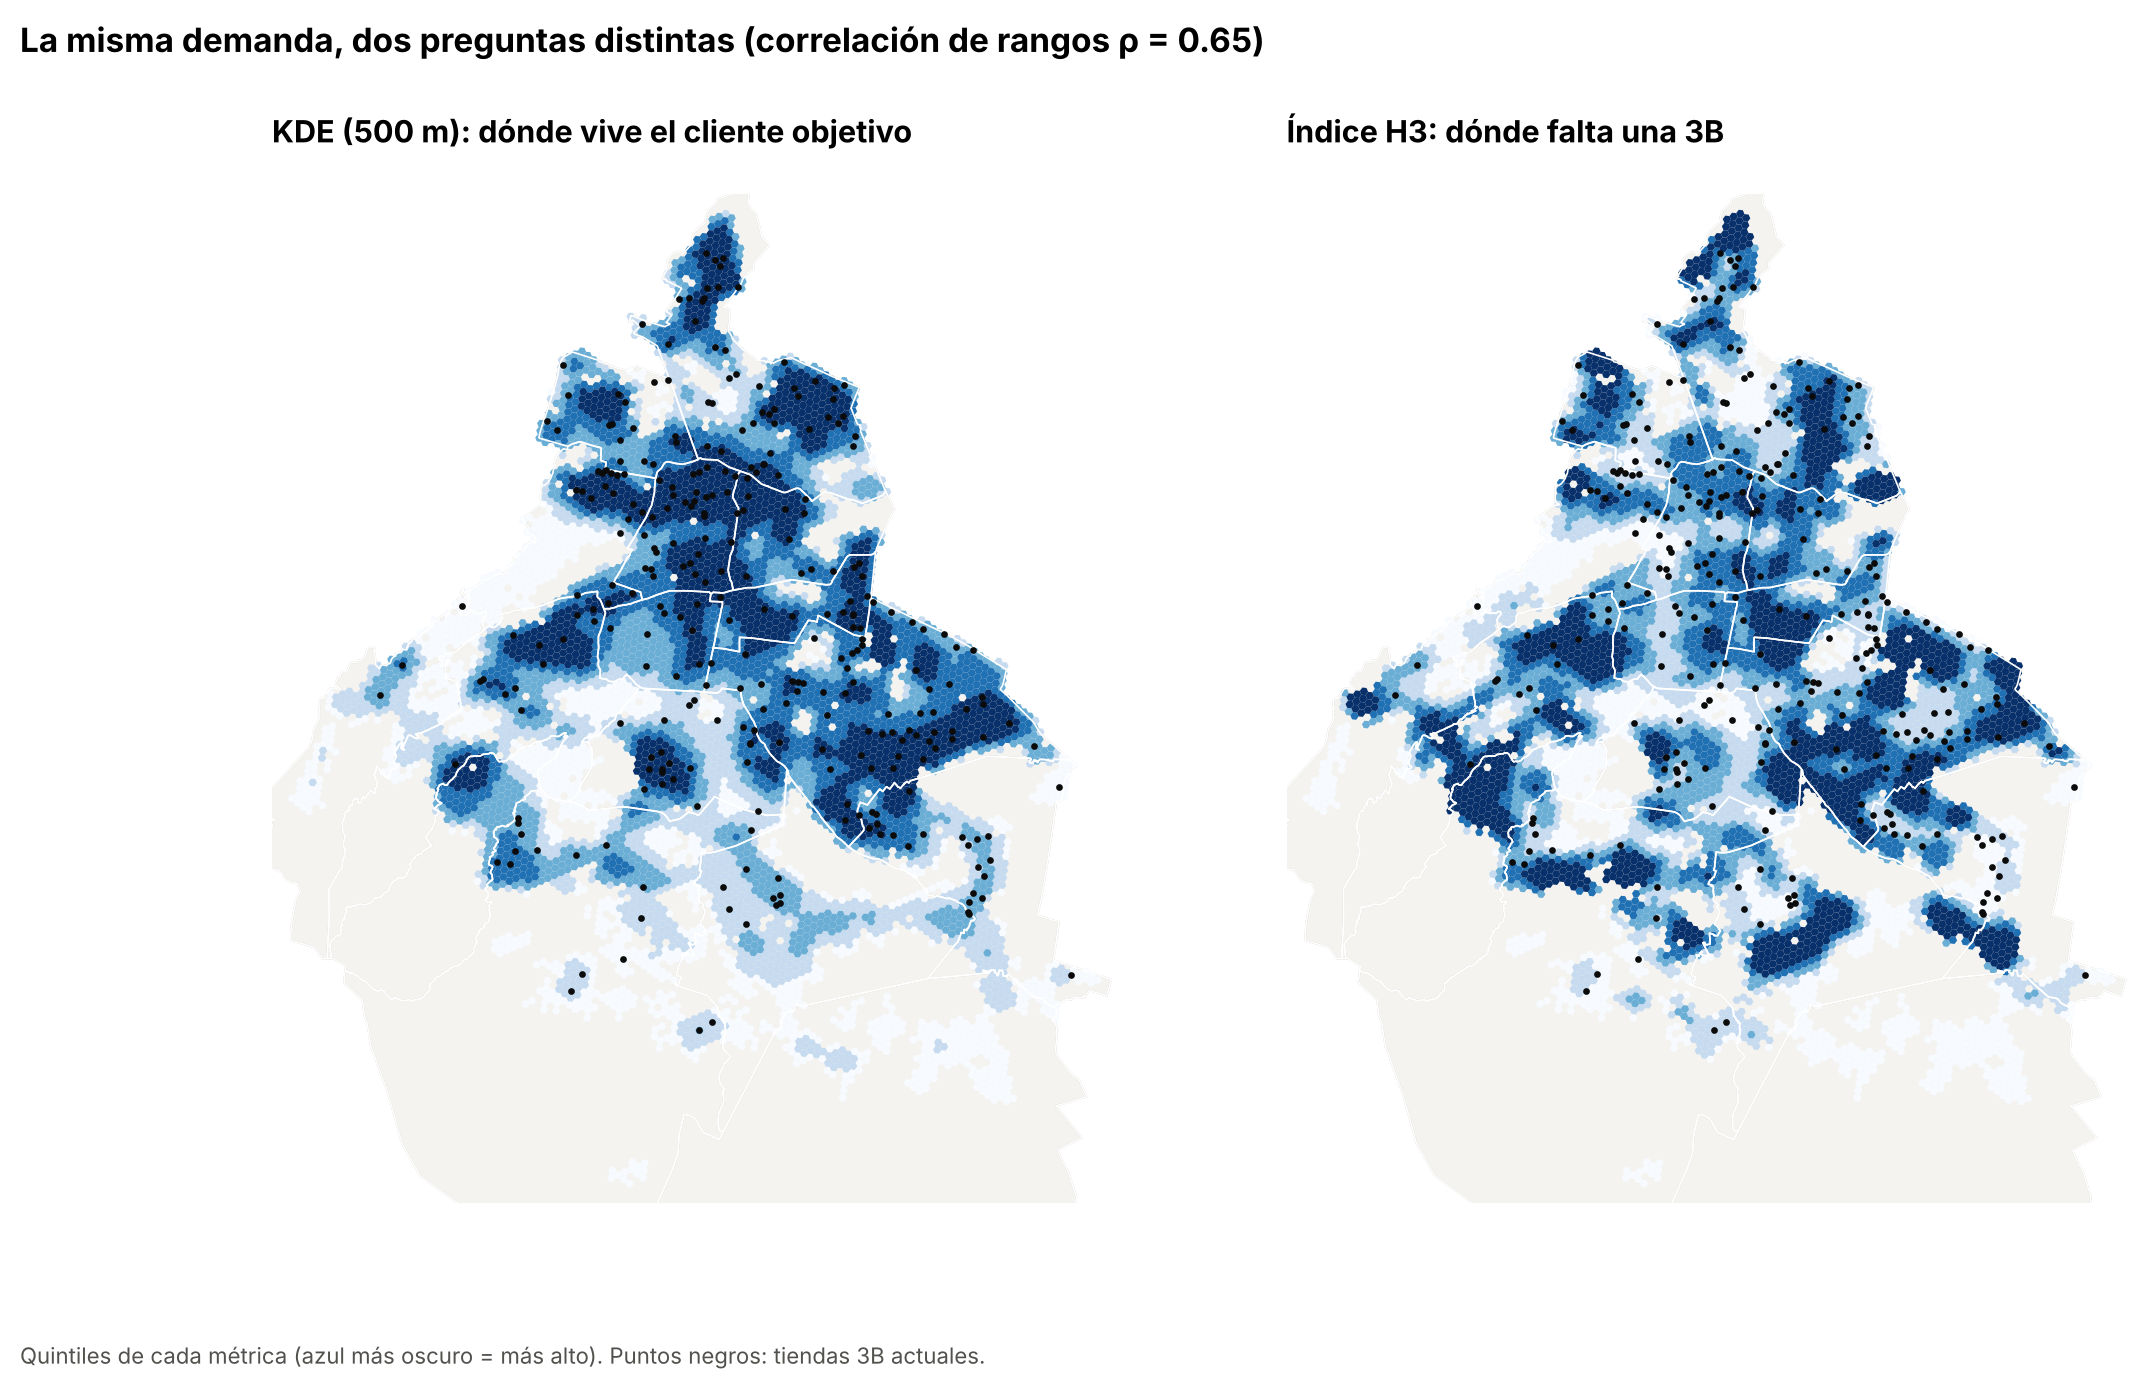 La misma demanda, dos preguntas distintas (correlación de rangos ρ = 0.65)
KDE (500 m): dónde vive el cliente objetivo
Índice H3: dónde falta una 3B
Quintiles de cada métrica (azul más oscuro = más alto). Puntos negros: tiendas 3B actuales.